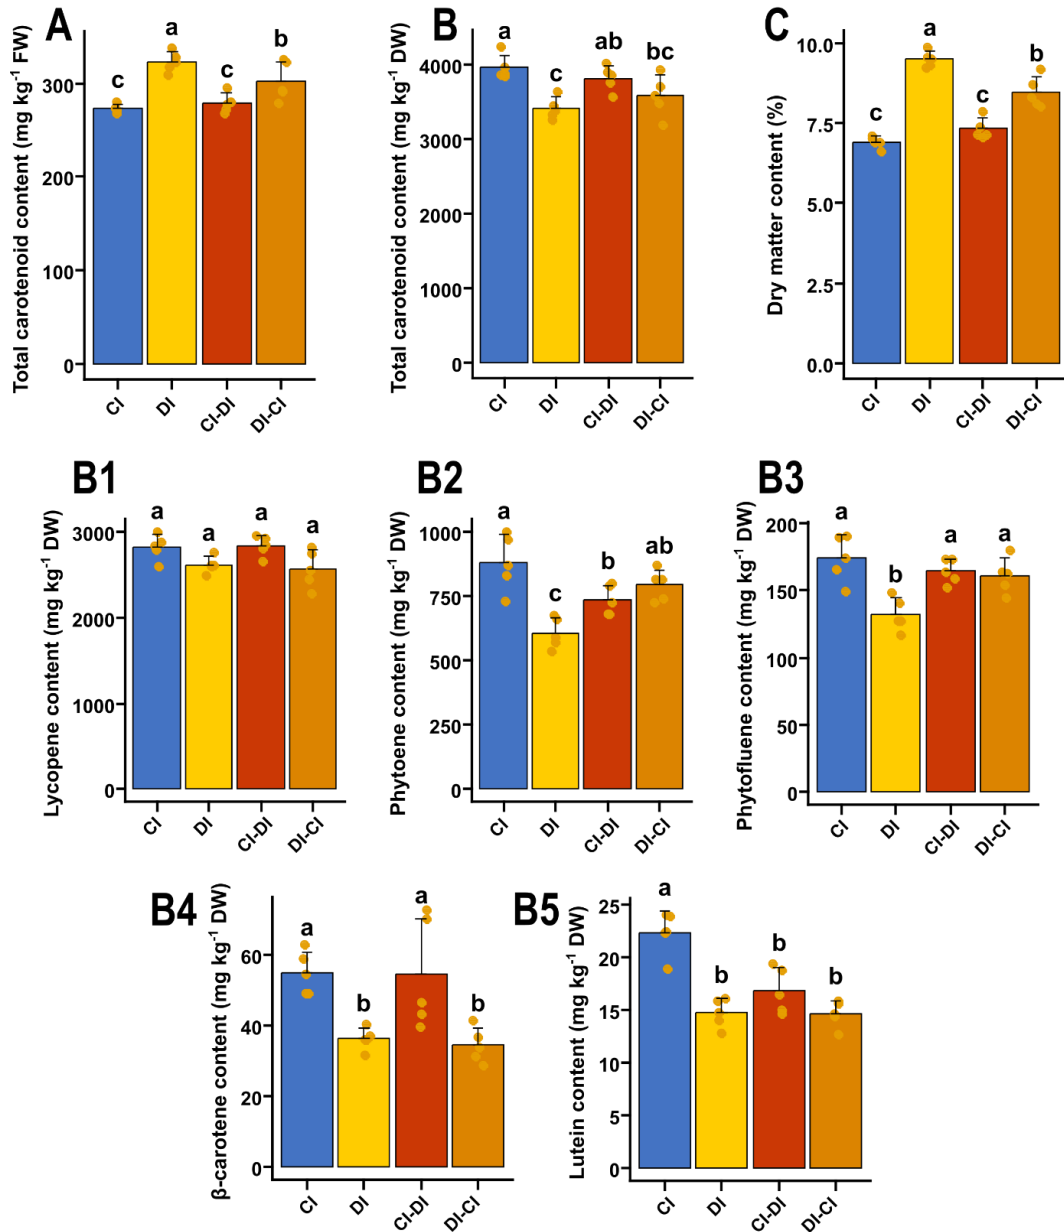 A
Total carotenoid content (mg kg⁻¹ FW)
300
300
100
0
c
a
c
b
CI
DI
CI-DI
DI-CI
B
Total carotenoid content (mg kg⁻¹ DW)
4000
3000
4000
1000
0
a
c
ab
bc
CI
DI
CI-DI
DI-CI
C
Dry matter content (%)
10.0
7.5
5.0
2.5
0.0
c
a
c
b
CI
DI
CI-DI
DI-CI
B1
Lycopene content (mg kg⁻¹ DW)
3000
2000
1000
0
a
a
a
a
CI
DI
CI-DI
DI-CI
B2
Phytoene content (mg kg⁻¹ DW)
1000
750
500
250
0
a
c
b
ab
CI
DI
CI-DI
DI-CI
B3
Phytofluene content (mg kg⁻¹ DW)
200
150
100
50
0
a
b
a
a
CI
DI
CI-DI
DI-CI
B4
β-carotene content (mg kg⁻¹ DW)
60
40
20
0
a
b
a
b
CI
DI
CI-DI
DI-CI
B5
Lutein content (mg kg⁻¹ DW)
25
20
15
10
5
0
a
b
b
b
CI
DI
CI-DI
DI-CI